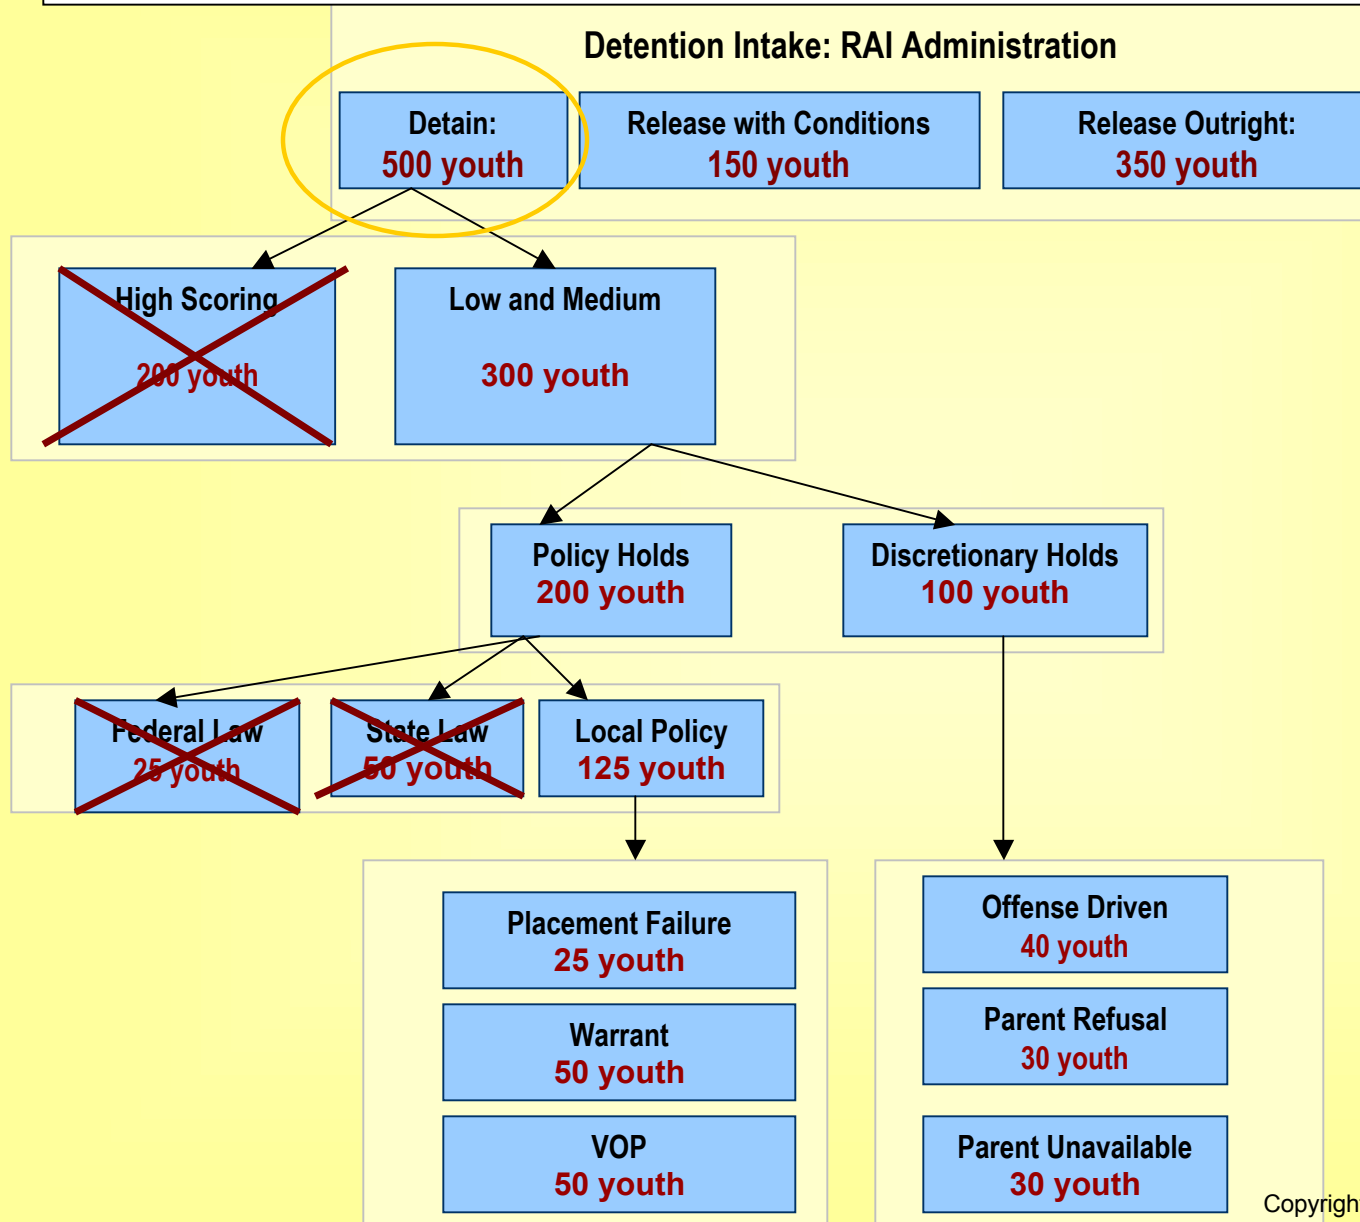 Detention Intake: RAI Administration
Detain:
500 youth
Release with Conditions
150 youth
Release Outright:
350 youth
High Scoring
200 youth
Low and Medium
300 youth
Policy Holds
200 youth
Discretionary Holds
100 youth
Federal Law
25 youth
State Law
50 youth
Local Policy
125 youth
Placement Failure
25 youth
Warrant
50 youth
VOP
50 youth
Offense Driven
40 youth
Parent Refusal
30 youth
Parent Unavailable
30 youth
Copyright